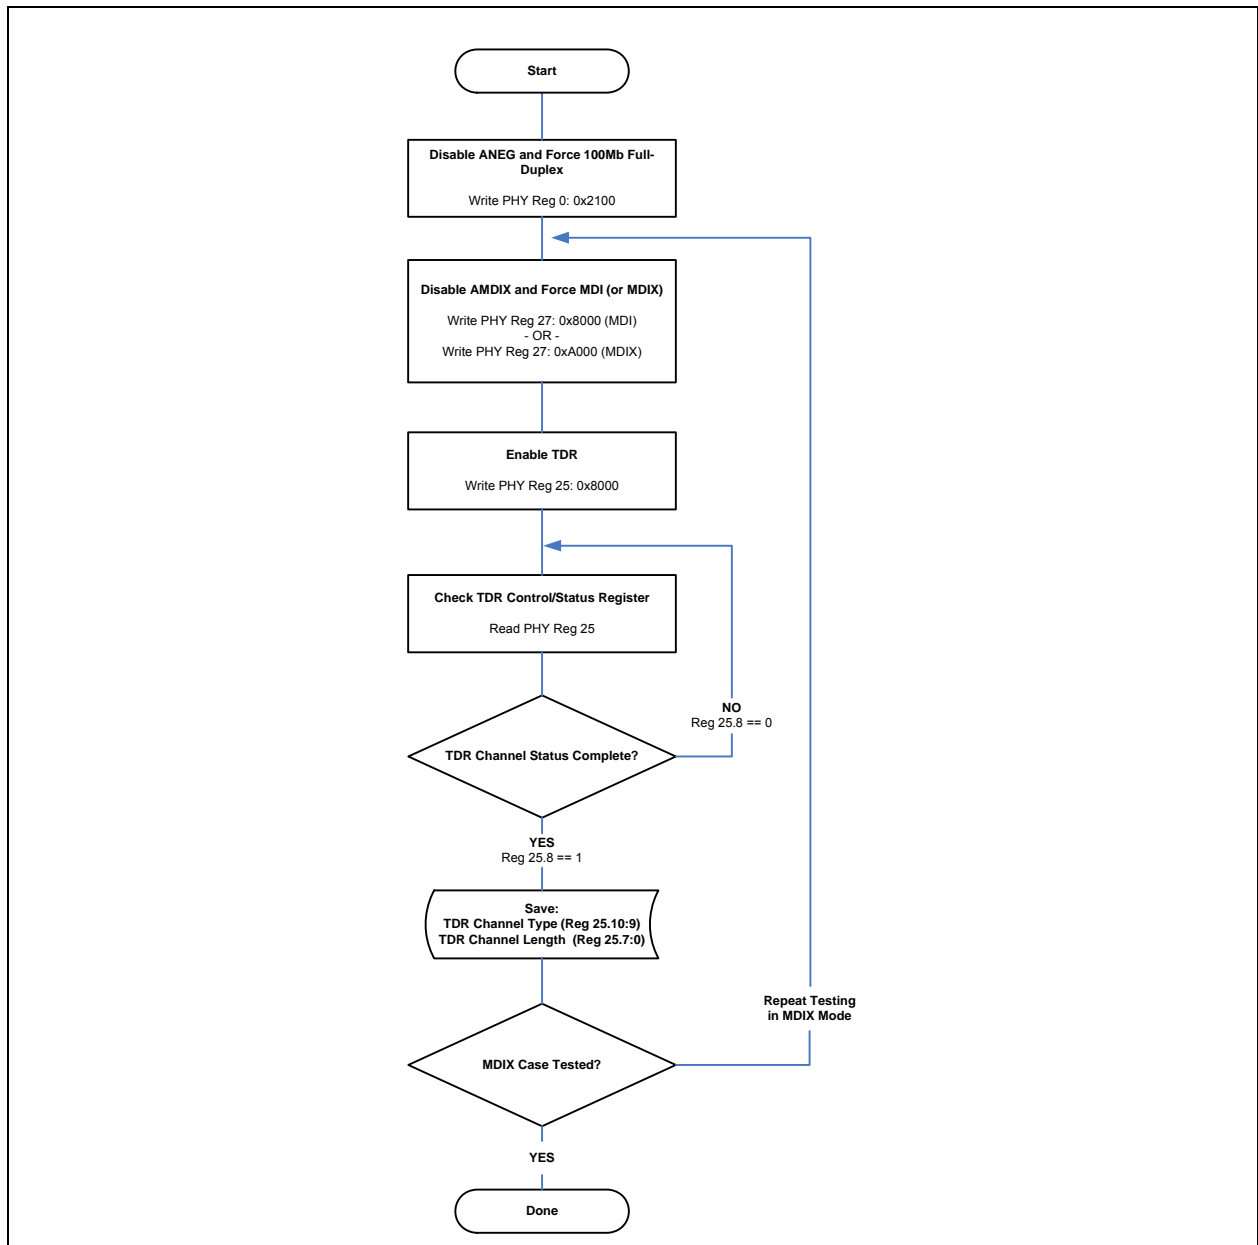 Start
Disable ANEG and Force 100Mb Full-
Duplex
Write PHY Reg 0: 0x2100
Disable AMDIX and Force MDI (or MDIX)
Write PHY Reg 27: 0x8000 (MDI)
- OR -
Write PHY Reg 27: 0xA000 (MDIX)
Enable TDR
Write PHY Reg 25: 0x8000
Check TDR Control/Status Register
Read PHY Reg 25
NO
Reg 25.8 == 0
TDR Channel Status Complete?
YES
Reg 25.8 == 1
Save:
TDR Channel Type (Reg 25.10:9)
TDR Channel Length (Reg 25.7:0)
Repeat Testing
in MDIX Mode
MDIX Case Tested?
YES
Done